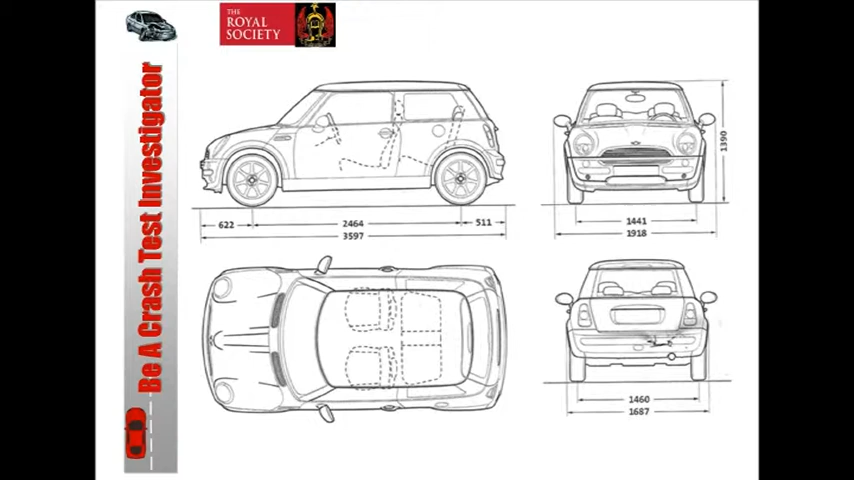 THE
ROYAL
SOCIETY
Be A Crash Test Investigator
622
2464
511
3597
1390
1441
1918
1460
1687